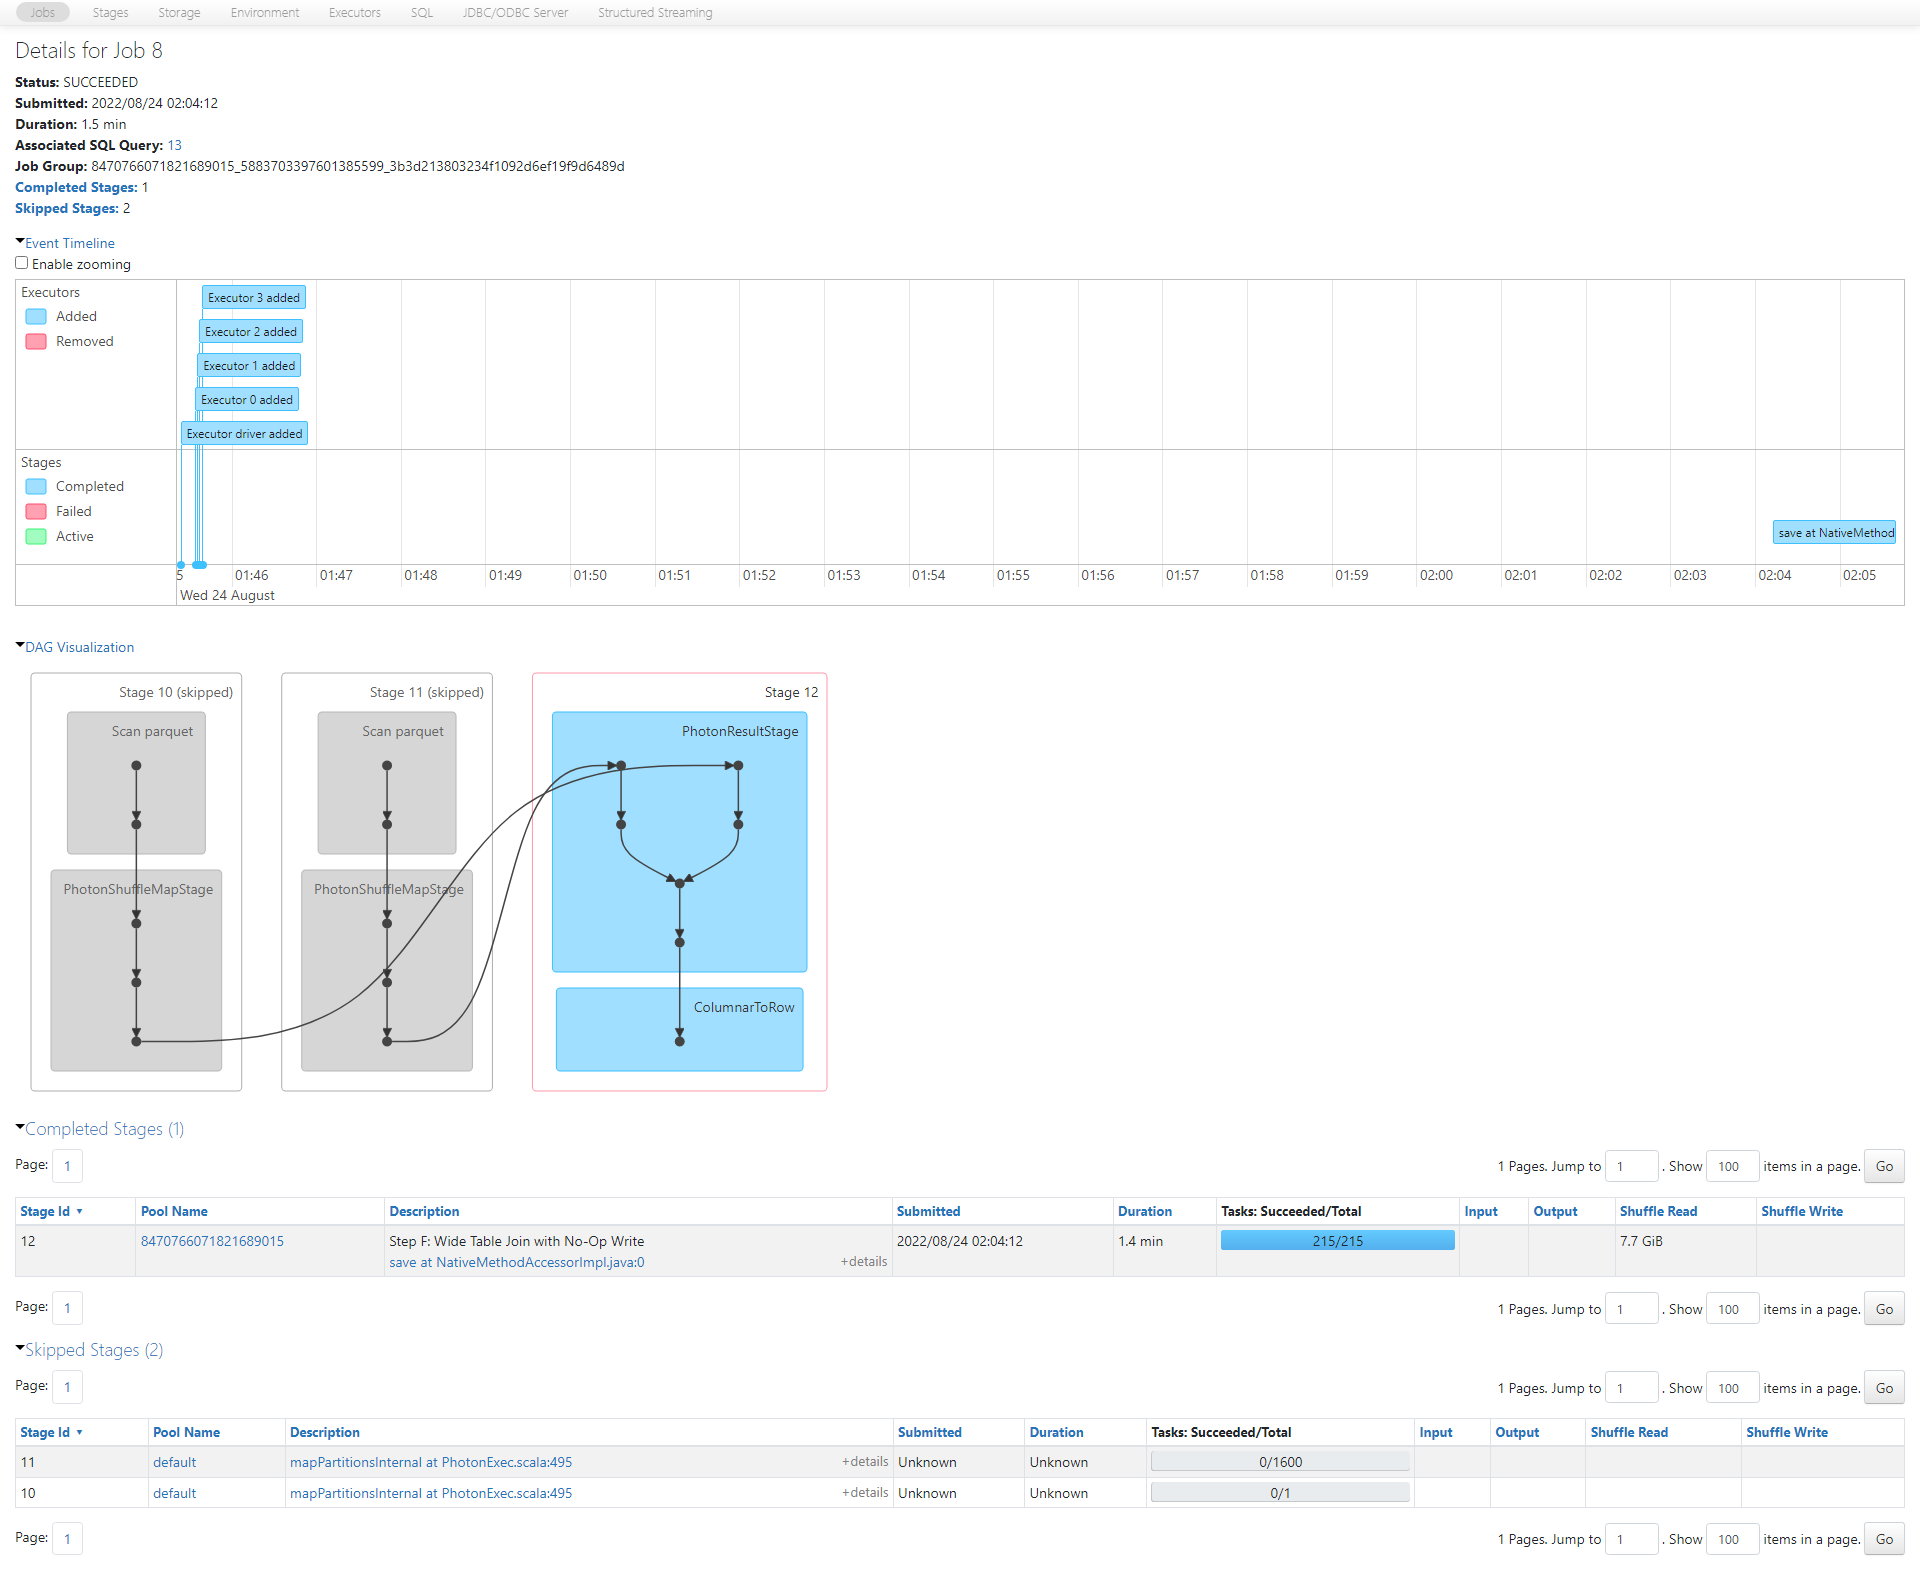 Jobs Stages Storage Environment Executors SQL JDBC/ODBC Server Structured Streaming
Details for Job 8
Status: SUCCEEDED
Submitted: 2022/08/24 02:04:12
Duration: 1.5 min
Associated SQL Query: 13
Job Group: 8470766071821689015_5883703397601385599_3b3d213803234f1092d6ef19f9d6489d
Completed Stages: 1
Skipped Stages: 2
Event Timeline
Enable zooming
Executors
Added
Removed
Executor 3 added
Executor 2 added
Executor 1 added
Executor 0 added
Executor driver added
Stages
Completed
Failed
Active
save at NativeMethod
5 01:46 01:47 01:48 01:49 01:50 01:51 01:52 01:53 01:54 01:55 01:56 01:57 01:58 01:59 02:00 02:01 02:02 02:03 02:04 02:05
Wed 24 August
DAG Visualization
Stage 10 (skipped) Stage 11 (skipped) Stage 12
Scan parquet Scan parquet PhotonResultStage
PhotonShuffleMapStage PhotonShuffleMapStage
ColumnarToRow
Completed Stages (1)
Page: 1 1 Pages. Jump to 1 . Show 100 items in a page. Go
Stage Id ▾ Pool Name Description Submitted Duration Tasks: Succeeded/Total Input Output Shuffle Read Shuffle Write
12 8470766071821689015 Step F: Wide Table Join with No-Op Write 2022/08/24 02:04:12 1.4 min 215/215 7.7 GiB
save at NativeMethodAccessorImpl.java:0 +details
Page: 1 1 Pages. Jump to 1 . Show 100 items in a page. Go
Skipped Stages (2)
Page: 1 1 Pages. Jump to 1 . Show 100 items in a page. Go
Stage Id ▾ Pool Name Description Submitted Duration Tasks: Succeeded/Total Input Output Shuffle Read Shuffle Write
11 default mapPartitionsInternal at PhotonExec.scala:495 +details Unknown Unknown 0/1600
10 default mapPartitionsInternal at PhotonExec.scala:495 +details Unknown Unknown 0/1
Page: 1 1 Pages. Jump to 1 . Show 100 items in a page. Go